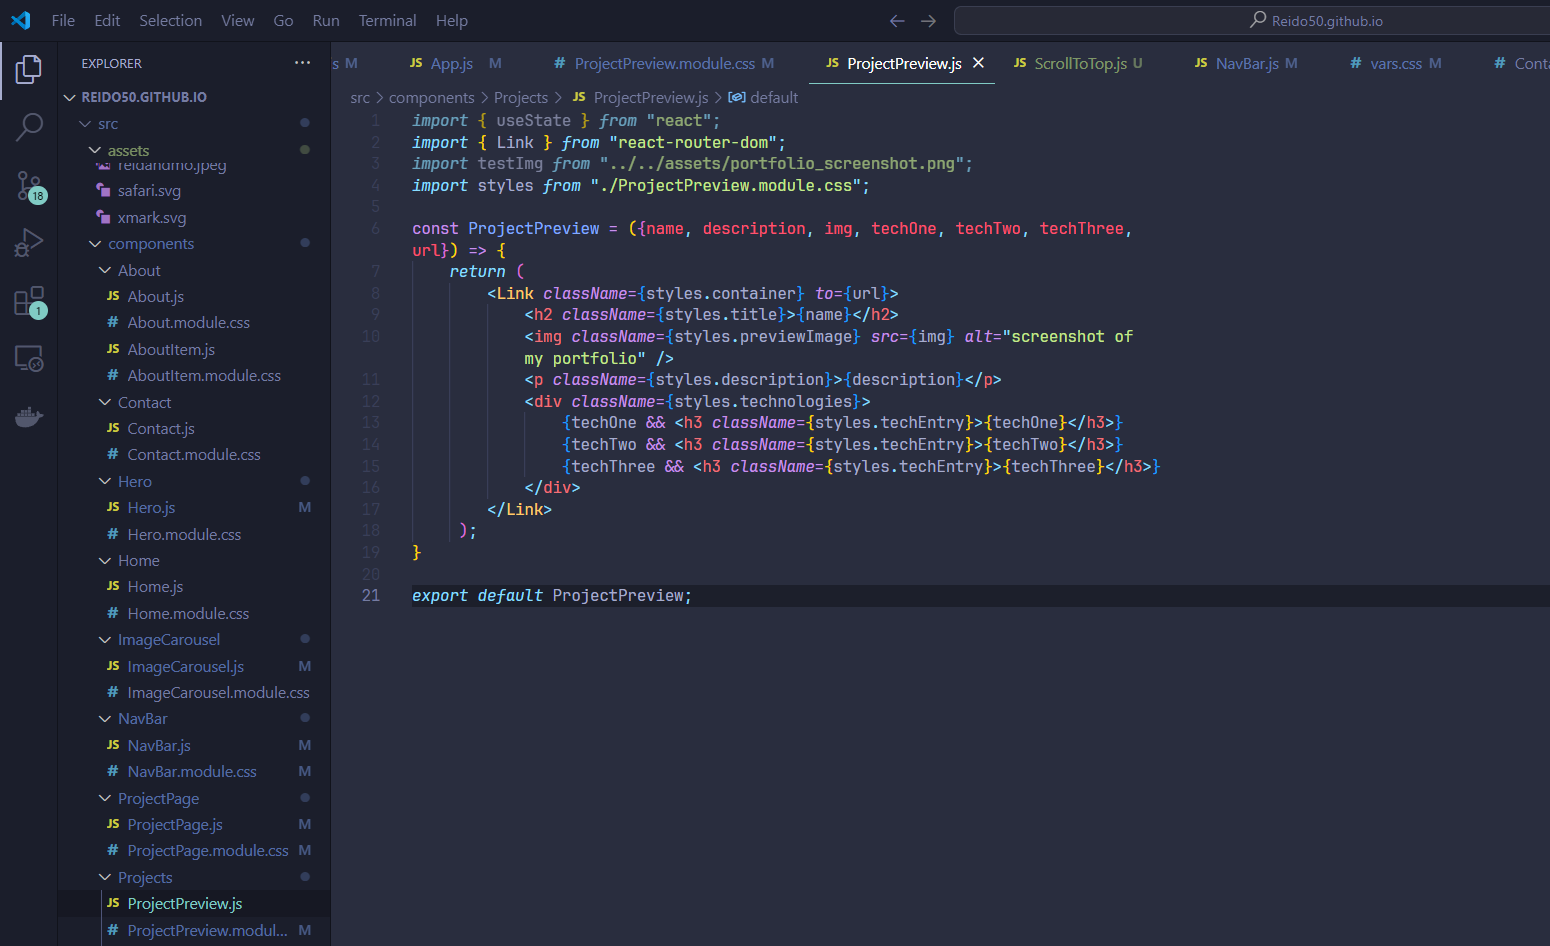 File Edit Selection View Go Run Terminal Help
Reido50.github.io
EXPLORER
REIDO50.GITHUB.IO
src
assets
reidandmo.jpeg
safari.svg
xmark.svg
components
About
JS About.js
# About.module.css
JS AboutItem.js
# AboutItem.module.css
Contact
JS Contact.js
# Contact.module.css
Hero
JS Hero.js M
# Hero.module.css
Home
JS Home.js
# Home.module.css
ImageCarousel
JS ImageCarousel.js M
# ImageCarousel.module.css
NavBar
JS NavBar.js M
# NavBar.module.css M
ProjectPage
JS ProjectPage.js M
# ProjectPage.module.css M
Projects
JS ProjectPreview.js
# ProjectPreview.modul... M
18
1
s M JS App.js M # ProjectPreview.module.css M JS ProjectPreview.js JS ScrollToTop.js U JS NavBar.js M # vars.css M # Cont
src > components > Projects > JS ProjectPreview.js > default
1 import { useState } from "react";
2 import { Link } from "react-router-dom";
3 import testImg from "../../assets/portfolio_screenshot.png";
4 import styles from "./ProjectPreview.module.css";
5
6 const ProjectPreview = ({name, description, img, techOne, techTwo, techThree,
url}) => {
7 return (
8 <Link className={styles.container} to={url}>
9 <h2 className={styles.title}>{name}</h2>
10 <img className={styles.previewImage} src={img} alt="screenshot of
my portfolio" />
11 <p className={styles.description}>{description}</p>
12 <div className={styles.technologies}>
13 {techOne && <h3 className={styles.techEntry}>{techOne}</h3>}
14 {techTwo && <h3 className={styles.techEntry}>{techTwo}</h3>}
15 {techThree && <h3 className={styles.techEntry}>{techThree}</h3>}
16 </div>
17 </Link>
18 );
19 }
20
21 export default ProjectPreview;